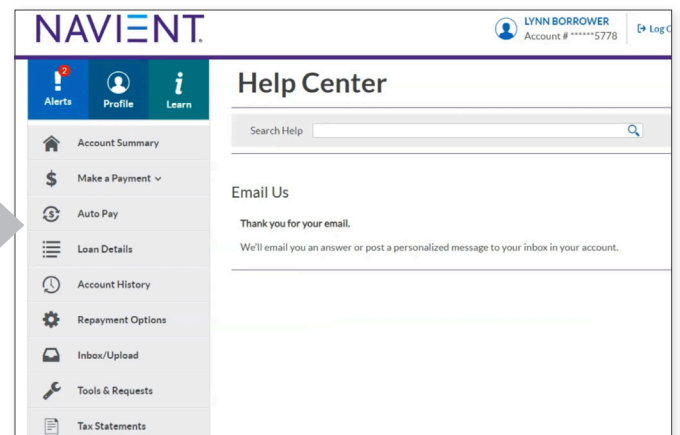 NAVIENT.
LYNN BORROWER
Account # ******5778
Log
2
Alerts
Profile
Learn
Help Center
Search Help
Account Summary
Make a Payment
Auto Pay
Loan Details
Account History
Repayment Options
Inbox/Upload
Tools & Requests
Tax Statements
Email Us
Thank you for your email.
We'll email you an answer or post a personalized message to your inbox in your account.